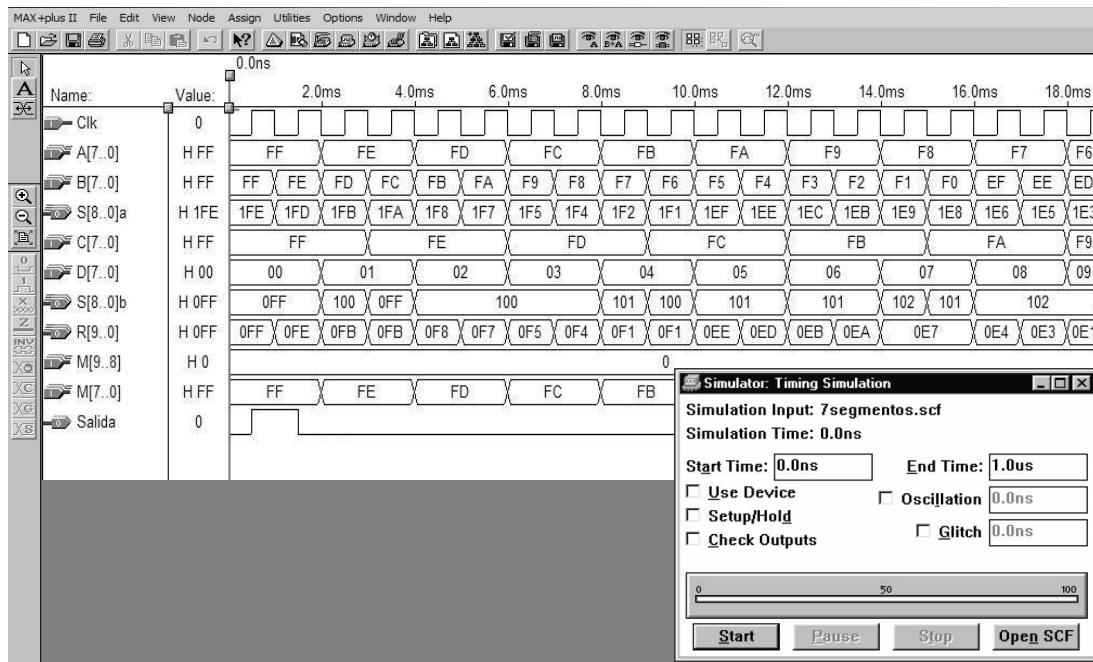 MAX+plus II File Edit View Node Assign Utilities Options Window Help
0.0ns
Name: Value: 2.0ms 4.0ms 6.0ms 8.0ms 10.0ms 12.0ms 14.0ms 16.0ms 18.0ms
Clk 0
A[7..0] H FF FF FE FD FC FB FA F9 F8 F7 F6
B[7..0] H FF FF FE FD FC FB FA F9 F8 F7 F6 F5 F4 F3 F2 F1 F0 EF EE ED
S[8..0]a H 1FE 1FE 1FD 1FB 1FA 1F8 1F7 1F5 1F4 1F2 1F1 1EF 1EE 1EC 1EB 1E9 1E8 1E6 1E5 1E3
C[7..0] H FF FF FE FD FC FB FA F9
D[7..0] H 00 00 01 02 03 04 05 06 07 08 09
S[8..0]b H 0FF 0FF 100 0FF 100 101 100 101 101 102 101 102
R[9..0] H 0FF 0FF 0FE 0FB 0FB 0F8 0F7 0F5 0F4 0F1 0F1 0EE 0ED 0EB 0EA 0E7 0E4 0E3 0E1
M[9..8] H 0 0
M[7..0] H FF FF FE FD FC FB
Salida 0
Simulator: Timing Simulation
Simulation Input: 7segmentos.scf
Simulation Time: 0.0ns
Start Time: 0.0ns End Time: 1.0us
Use Device
Oscillation 0.0ns
Setup/Hold
Glitch 0.0ns
Check Outputs
0 50 100
Start Pause Stop Open SCF